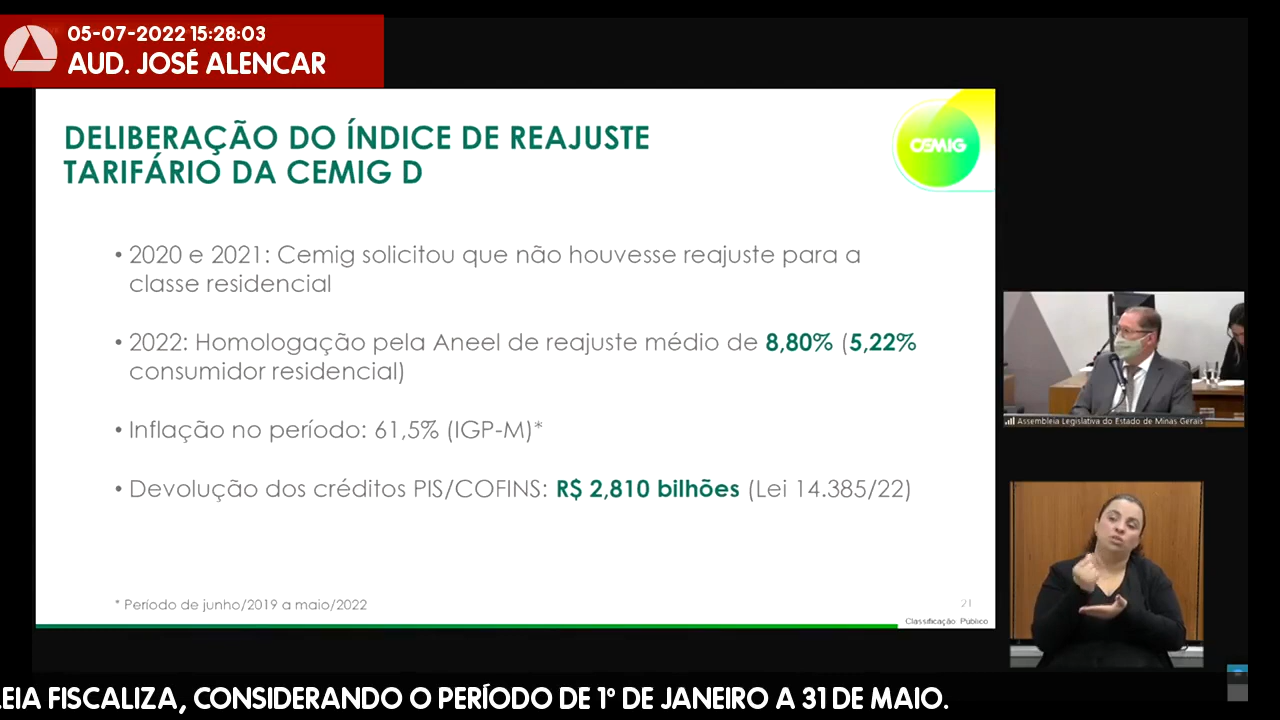 05-07-2022 15:28:03
AUD. JOSÉ ALENCAR
DELIBERAÇÃO DO ÍNDICE DE REAJUSTE
TARIFÁRIO DA CEMIG D
CEMIG
• 2020 e 2021: Cemig solicitou que não houvesse reajuste para a
classe residencial
• 2022: Homologação pela Aneel de reajuste médio de 8,80% (5,22%
consumidor residencial)
• Inflação no período: 61,5% (IGP-M)*
• Devolução dos créditos PIS/COFINS: R$ 2,810 bilhões (Lei 14.385/22)
* Período de junho/2019 a maio/2022
21
Classificação: Público
Assembleia Legislativa do Estado de Minas Gerais
LEIA FISCALIZA, CONSIDERANDO O PERÍODO DE 1º DE JANEIRO A 31 DE MAIO.